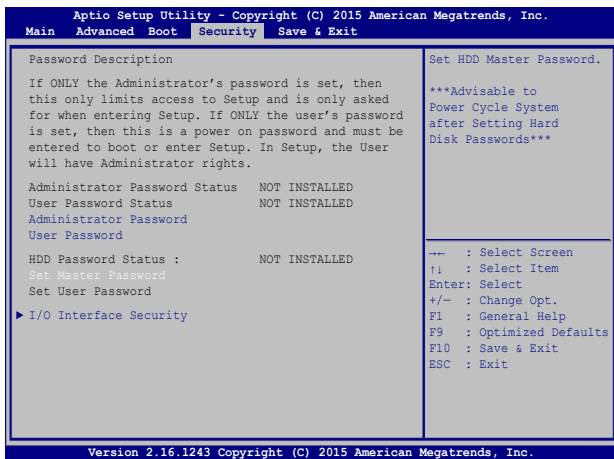 Aptio Setup Utility - Copyright (C) 2015 American Megatrends, Inc.
Main Advanced Boot Security Save & Exit
Password Description
If ONLY the Administrator's password is set, then
this only limits access to Setup and is only asked
for when entering Setup. If ONLY the user's password
is set, then this is a power on password and must be
entered to boot or enter Setup. In Setup, the User
will have Administrator rights.
Administrator Password Status NOT INSTALLED
User Password Status NOT INSTALLED
Administrator Password
User Password
HDD Password Status : NOT INSTALLED
Set Master Password
Set User Password
▶ I/O Interface Security
Set HDD Master Password.
***Advisable to
Power Cycle System
after Setting Hard
Disk Passwords***
→← : Select Screen
↑↓ : Select Item
Enter: Select
+/— : Change Opt.
F1 : General Help
F9 : Optimized Defaults
F10 : Save & Exit
ESC : Exit
Version 2.16.1243 Copyright (C) 2015 American Megatrends, Inc.